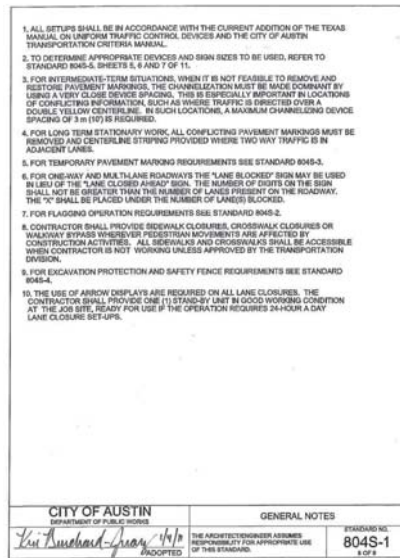 1. ALL SETUPS SHALL BE IN ACCORDANCE WITH THE CURRENT ADDITION OF THE TEXAS
MANUAL ON UNIFORM TRAFFIC CONTROL DEVICES AND THE CITY OF AUSTIN
TRANSPORTATION CRITERIA MANUAL.
2. TO DETERMINE APPROPRIATE DEVICES AND SIGN SIZES TO BE USED, REFER TO
STANDARD 804S-5, SHEETS 5, 6 AND 7 OF 11.
3. FOR INTERMEDIATE-TERM SITUATIONS, WHEN IT IS NOT FEASIBLE TO REMOVE AND
RESTORE PAVEMENT MARKINGS, THE CHANNELIZATION MUST BE MADE DOMINANT BY
USING A VERY CLOSE DEVICE SPACING. THIS IS ESPECIALLY IMPORTANT IN LOCATIONS
OF CONFLICTING INFORMATION, SUCH AS WHERE TRAFFIC IS DIRECTED OVER A
DOUBLE YELLOW CENTERLINE. IN SUCH LOCATIONS, A MAXIMUM CHANNELIZING DEVICE
SPACING OF 3 m (10') IS REQUIRED.
4. FOR LONG TERM STATIONARY WORK, ALL CONFLICTING PAVEMENT MARKINGS MUST BE
REMOVED AND CENTERLINE STRIPING PROVIDED WHERE TWO WAY TRAFFIC IS IN
ADJACENT LANES.
5. FOR TEMPORARY PAVEMENT MARKING REQUIREMENTS SEE STANDARD 804S-3.
6. FOR ONE-WAY AND MULTI-LANE ROADWAYS THE "LANE BLOCKED" SIGN MAY BE USED
IN LIEU OF THE "LANE CLOSED AHEAD" SIGN. THE NUMBER OF DIGITS ON THE SIGN
SHALL NOT BE GREATER THAN THE NUMBER OF LANES PRESENT ON THE ROADWAY.
THE "X" SHALL BE PLACED UNDER THE NUMBER OF LANE(S) BLOCKED.
7. FOR FLAGGING OPERATION REQUIREMENTS SEE STANDARD 804S-2.
8. CONTRACTOR SHALL PROVIDE SIDEWALK CLOSURES, CROSSWALK CLOSURES OR
WALKWAY BYPASS WHEREVER PEDESTRIAN MOVEMENTS ARE AFFECTED BY
CONSTRUCTION ACTIVITIES. ALL SIDEWALKS AND CROSSWALKS SHALL BE ACCESSIBLE
WHEN CONTRACTOR IS NOT WORKING UNLESS APPROVED BY THE TRANSPORTATION
DIVISION.
9. FOR EXCAVATION PROTECTION AND SAFETY FENCE REQUIREMENTS SEE STANDARD
804S-4.
10. THE USE OF ARROW DISPLAYS ARE REQUIRED ON ALL LANE CLOSURES. THE
CONTRACTOR SHALL PROVIDE ONE (1) STAND-BY UNIT IN GOOD WORKING CONDITION
AT THE JOB SITE, READY FOR USE IF THE OPERATION REQUIRES 24-HOUR A DAY
LANE CLOSURE SET-UPS.
CITY OF AUSTIN
DEPARTMENT OF PUBLIC WORKS
GENERAL NOTES
ADOPTED
THE ARCHITECT/ENGINEER ASSUMES
RESPONSIBILITY FOR APPROPRIATE USE
OF THIS STANDARD.
STANDARD NO.
804S-1